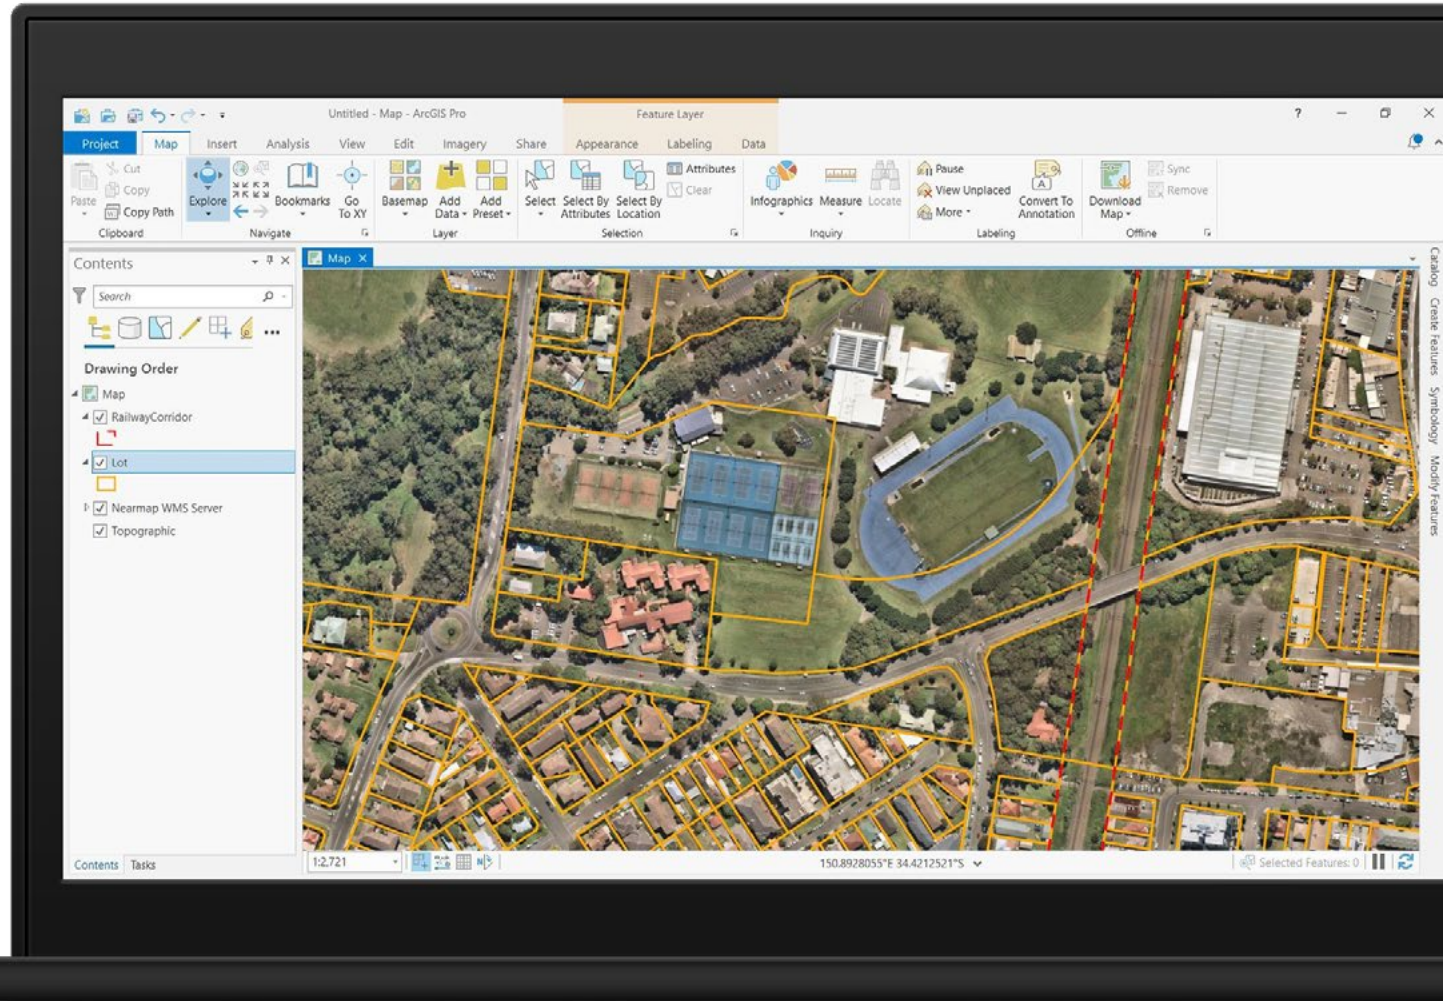 Untitled - Map - ArcGIS Pro
Feature Layer
?
Project Map Insert Analysis View Edit Imagery Share Appearance Labeling Data
Paste
Cut
Copy
Copy Path
Clipboard
Explore
Bookmarks
Go
To XY
Navigate
Basemap
Add
Data
Add
Preset
Layer
Select
Select By
Attributes
Select By
Location
Attributes
Clear
Selection
Infographics
Measure
Locate
Inquiry
Pause
View Unplaced
More
A
Convert To
Annotation
Labeling
Download
Map
Sync
Remove
Offline
Contents
Search
Drawing Order
Map
RailwayCorridor
Lot
Nearmap WMS Server
Topographic
Contents Tasks
Map
1:2,721
N
150.8928055°E 34.4212521°S
Selected Features: 0
Catalog
Create Features
Symbology
Modify Features